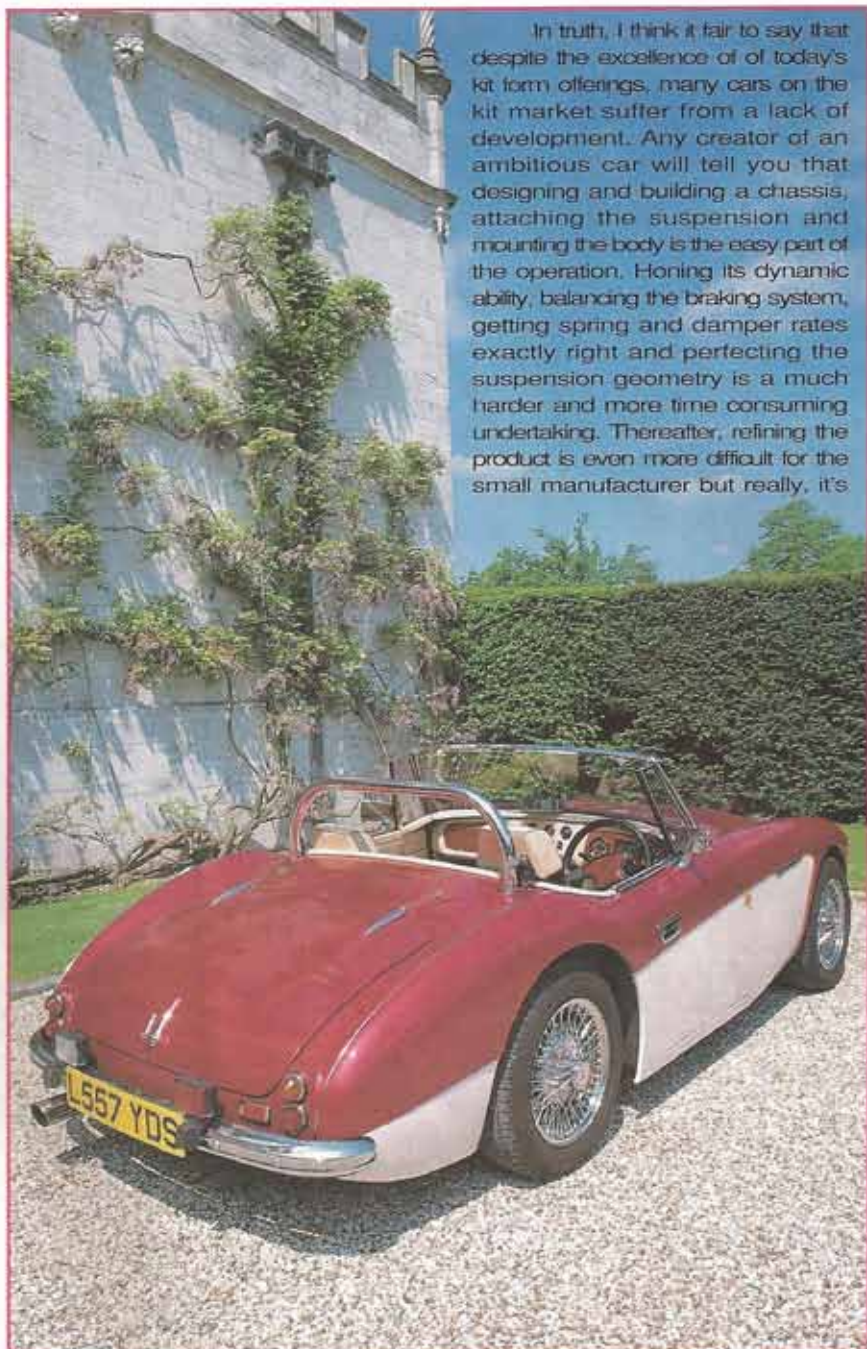 In truth, I think it fair to say that
despite the excellence of of today's
kit form offerings, many cars on the
kit market suffer from a lack of
development. Any creator of an
ambitious car will tell you that
designing and building a chassis,
attaching the suspension and
mounting the body is the easy part of
the operation. Honing its dynamic
ability, balancing the braking system,
getting spring and damper rates
exactly right and perfecting the
suspension geometry is a much
harder and more time consuming
undertaking. Thereafter, refining the
product is even more difficult for the
small manufacturer but really, it's
L557 YDS